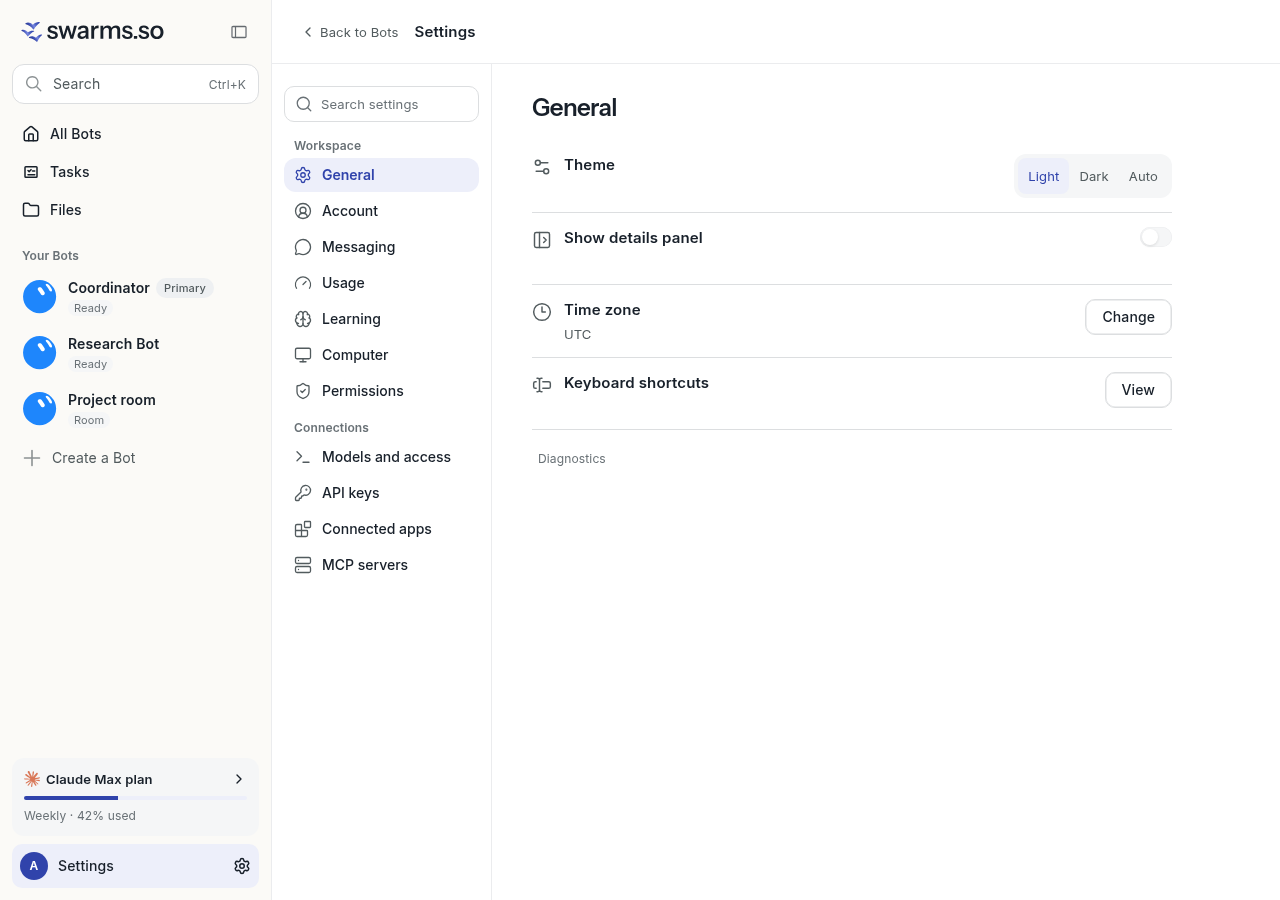 swarms.so
Search Ctrl+K
All Bots
Tasks
Files
Your Bots
Coordinator Primary
Ready
Research Bot
Ready
Project room
Room
Create a Bot
Claude Max plan
Weekly · 42% used
A Settings
Back to Bots Settings
Search settings
Workspace
General
Account
Messaging
Usage
Learning
Computer
Permissions
Connections
Models and access
API keys
Connected apps
MCP servers
General
Theme Light Dark Auto
Show details panel
Time zone Change
UTC
Keyboard shortcuts View
Diagnostics